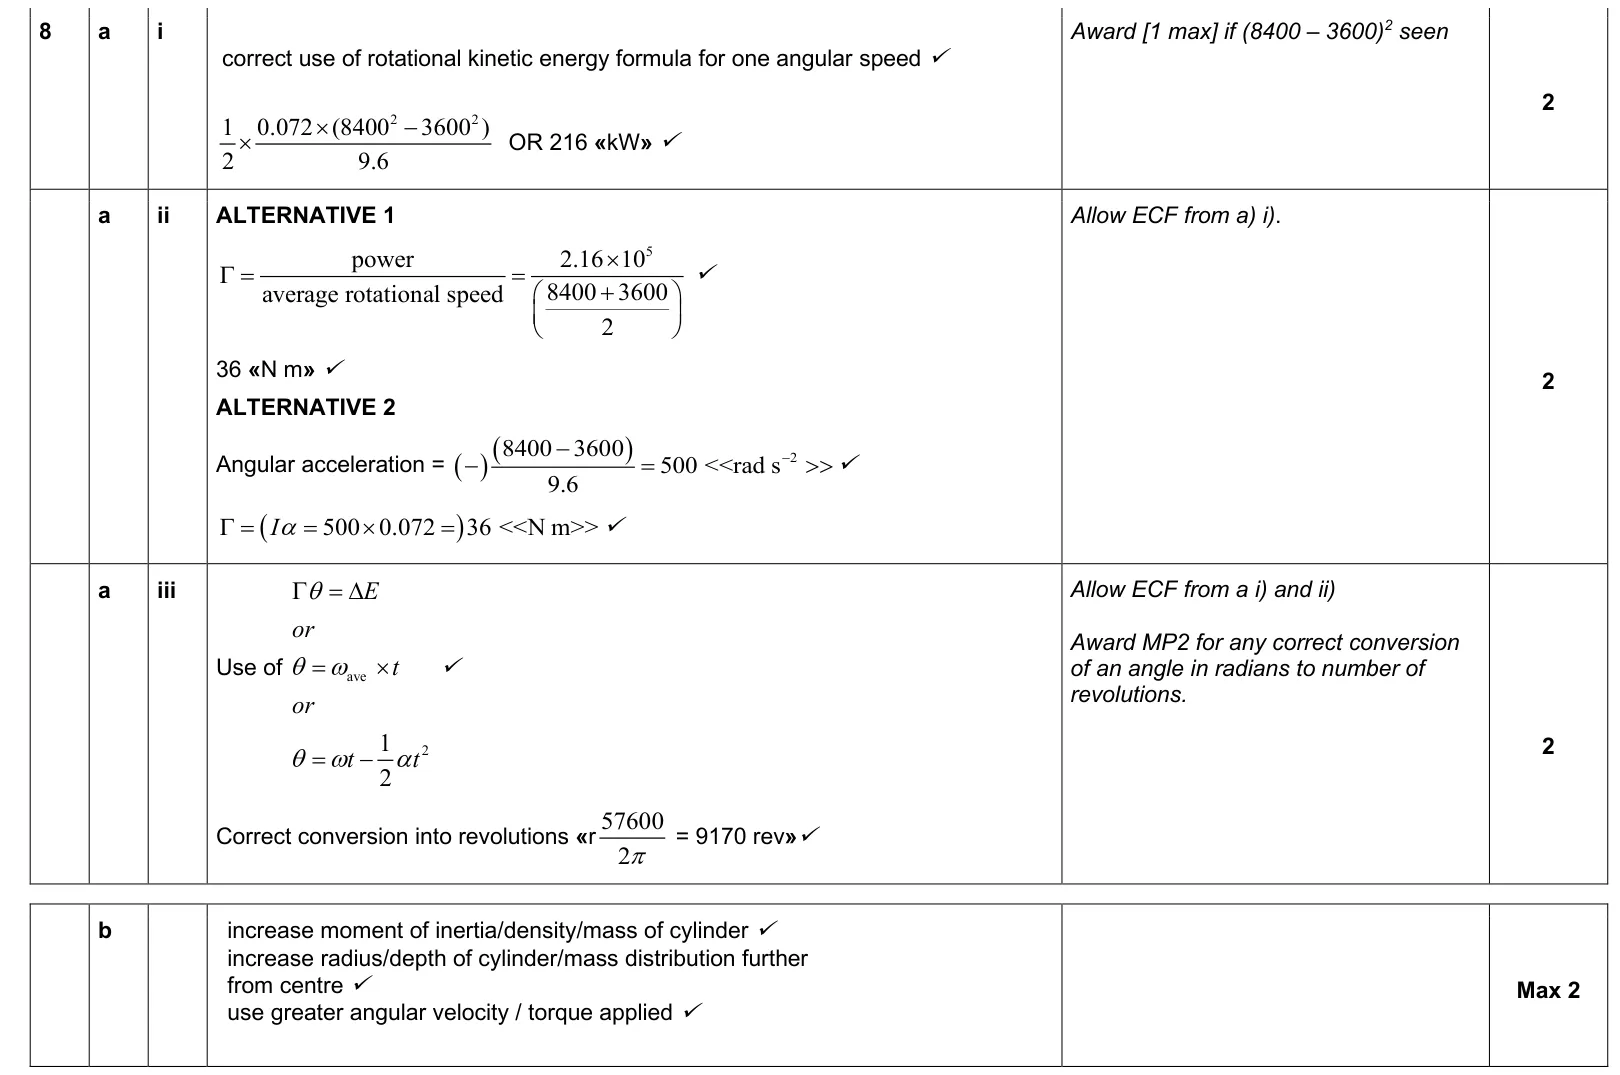 8 a i Award [1 max] if (8400 – 3600)² seen
correct use of rotational kinetic energy formula for one angular speed ✓
2
1/2 × 0.072×(8400² − 3600²)/9.6 OR 216 «kW» ✓
a ii ALTERNATIVE 1 Allow ECF from a) i).
Γ = power/average rotational speed = 2.16×10⁵/((8400+3600)/2) ✓
36 «N m» ✓
2
ALTERNATIVE 2
Angular acceleration = (−)(8400−3600)/9.6 = 500 <<rad s⁻² >> ✓
Γ = (Iα = 500×0.072 =)36 <<N m>> ✓
a iii Γθ = ΔE Allow ECF from a i) and ii)
or
Award MP2 for any correct conversion
of an angle in radians to number of
revolutions.
Use of θ = ω_ave × t ✓
or
2
θ = ωt − 1/2 αt²
Correct conversion into revolutions «r 57600/2π = 9170 rev» ✓
b increase moment of inertia/density/mass of cylinder ✓
increase radius/depth of cylinder/mass distribution further
from centre ✓
Max 2
use greater angular velocity / torque applied ✓